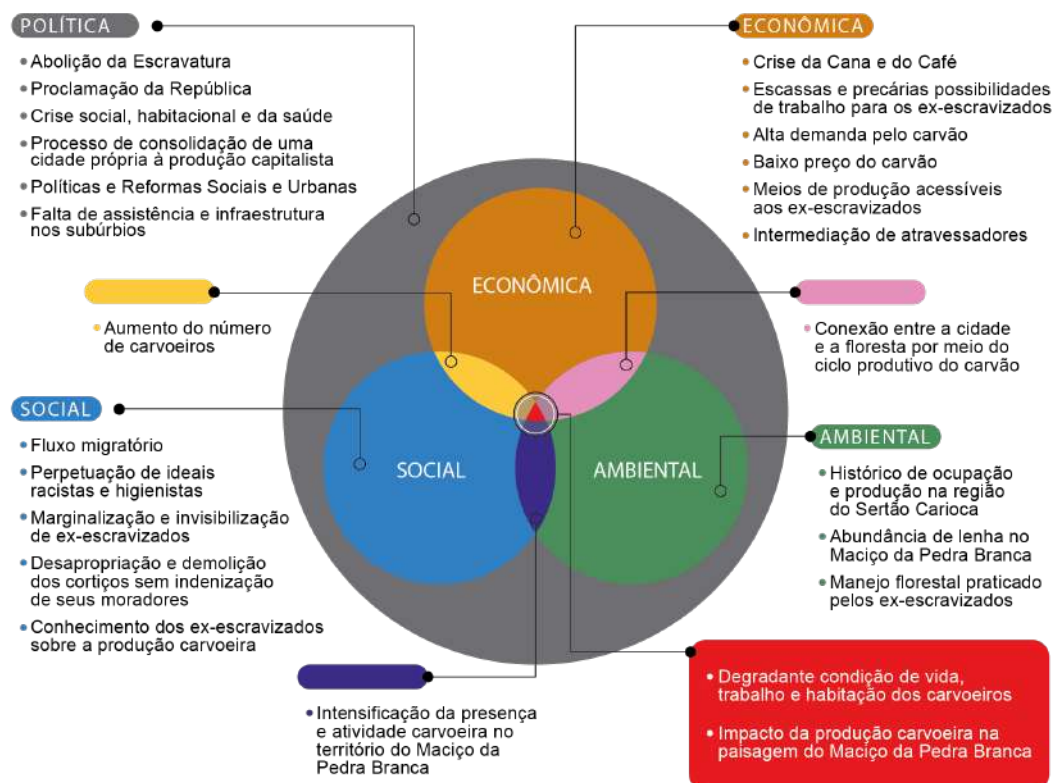 POLÍTICA
• Abolição da Escravatura
• Proclamação da República
• Crise social, habitacional e da saúde
• Processo de consolidação de uma
cidade própria à produção capitalista
• Políticas e Reformas Sociais e Urbanas
• Falta de assistência e infraestrutura
nos subúrbios
ECONÔMICA
• Crise da Cana e do Café
• Escassas e precárias possibilidades
de trabalho para os ex-escravizados
• Alta demanda pelo carvão
• Baixo preço do carvão
• Meios de produção acessíveis
aos ex-escravizados
• Intermediação de atravessadores
ECONÔMICA
• Aumento do número
de carvoeiros
• Conexão entre a cidade
e a floresta por meio do
ciclo produtivo do carvão
SOCIAL
• Fluxo migratório
• Perpetuação de ideais
racistas e higienistas
• Marginalização e invisibilização
de ex-escravizados
• Desapropriação e demolição
dos cortiços sem indenização
de seus moradores
• Conhecimento dos ex-escravizados
sobre a produção carvoeira
SOCIAL
AMBIENTAL
AMBIENTAL
• Histórico de ocupação
e produção na região
do Sertão Carioca
• Abundância de lenha no
Maciço da Pedra Branca
• Manejo florestal praticado
pelos ex-escravizados
• Intensificação da presença
e atividade carvoeira no
território do Maciço da
Pedra Branca
• Degradante condição de vida,
trabalho e habitação dos carvoeiros
• Impacto da produção carvoeira na
paisagem do Maciço da Pedra Branca